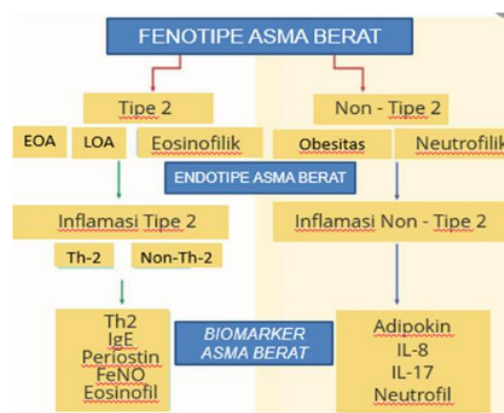 FENOTIPE ASMA BERAT
Tipe 2
Non - Tipe 2
EOA
LOA
Eosinofilik
Obesitas
Neutrofilik
ENDOTIPE ASMA BERAT
Inflamasi Tipe 2
Inflamasi Non - Tipe 2
Th-2
Non-Th-2
Th2
IgE
Periostin
FeNO
Eosinofil
BIOMARKER
ASMA BERAT
Adipokin
IL-8
IL-17
Neutrofil